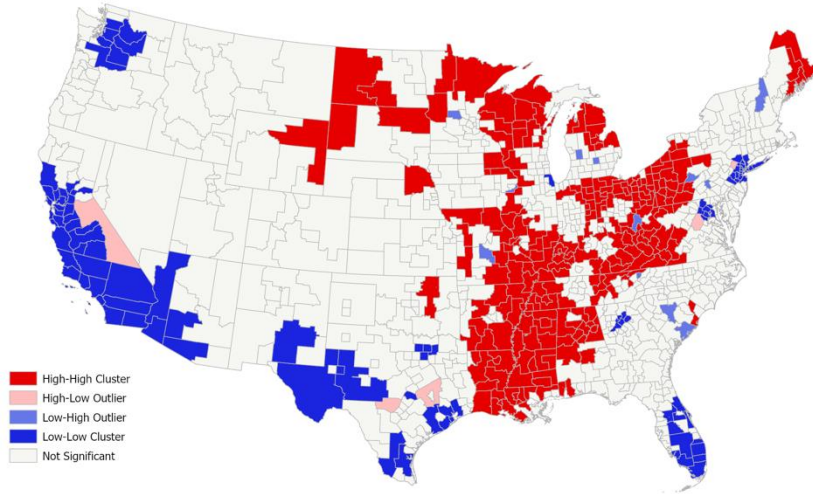 High-High Cluster
High-Low Outlier
Low-High Outlier
Low-Low Cluster
Not Significant